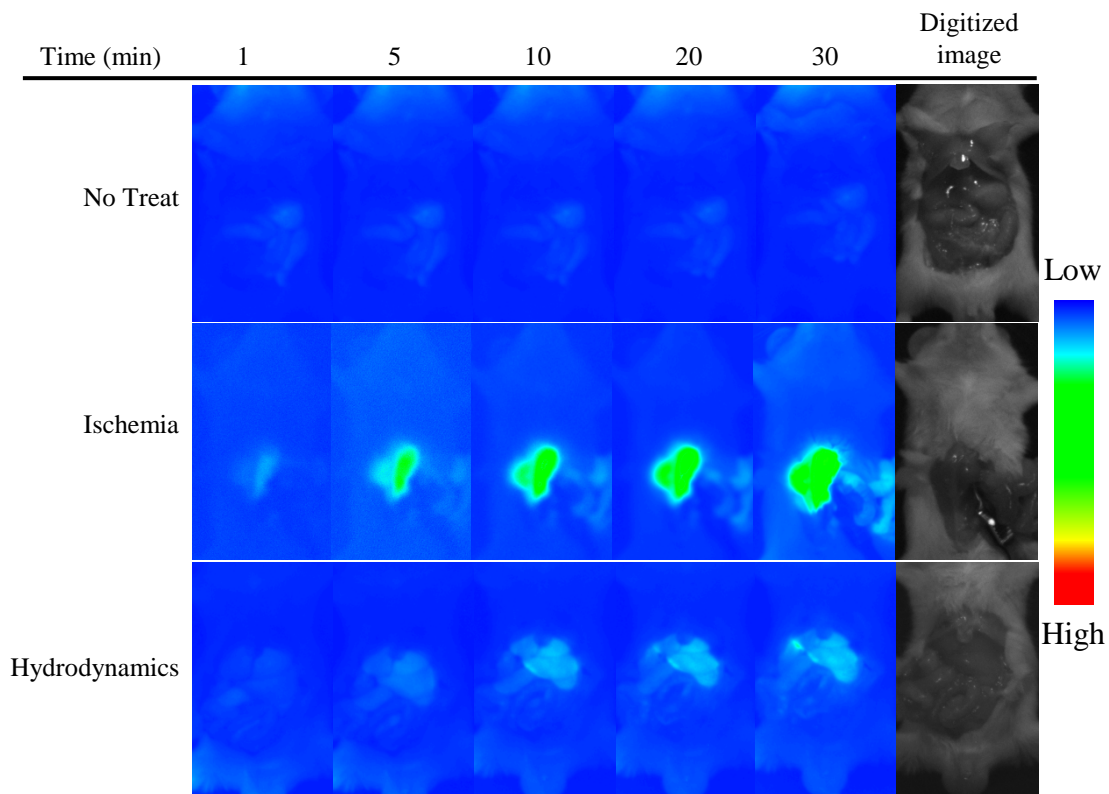 Time (min) 1 5 10 20 30 Digitized
image
No Treat
Low
Ischemia
High
Hydrodynamics